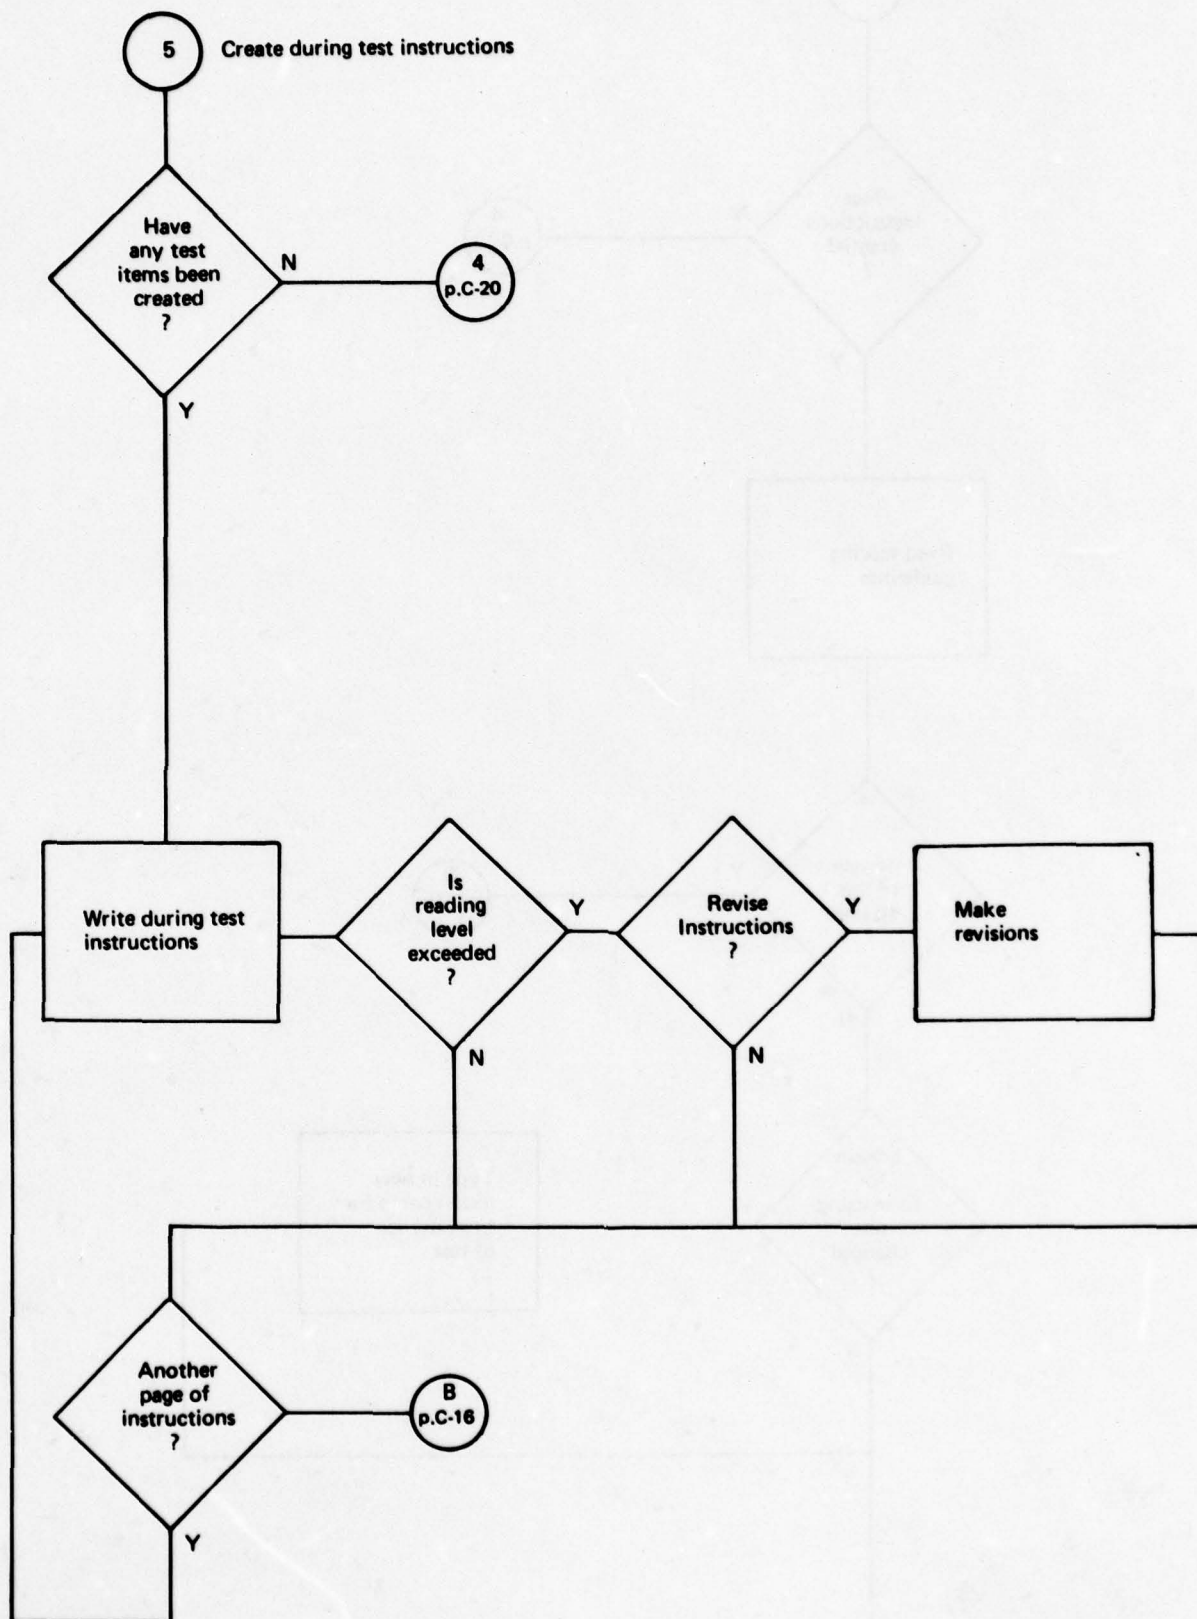 5 Create during test instructions
Have
any test
items been
created
?
N
4
p.C-20
Y
Write during test
instructions
Is
reading
level
exceeded
?
Y
N
Revise
Instructions
?
Y
N
Make
revisions
Another
page of
instructions
?
B
p.C-16
Y